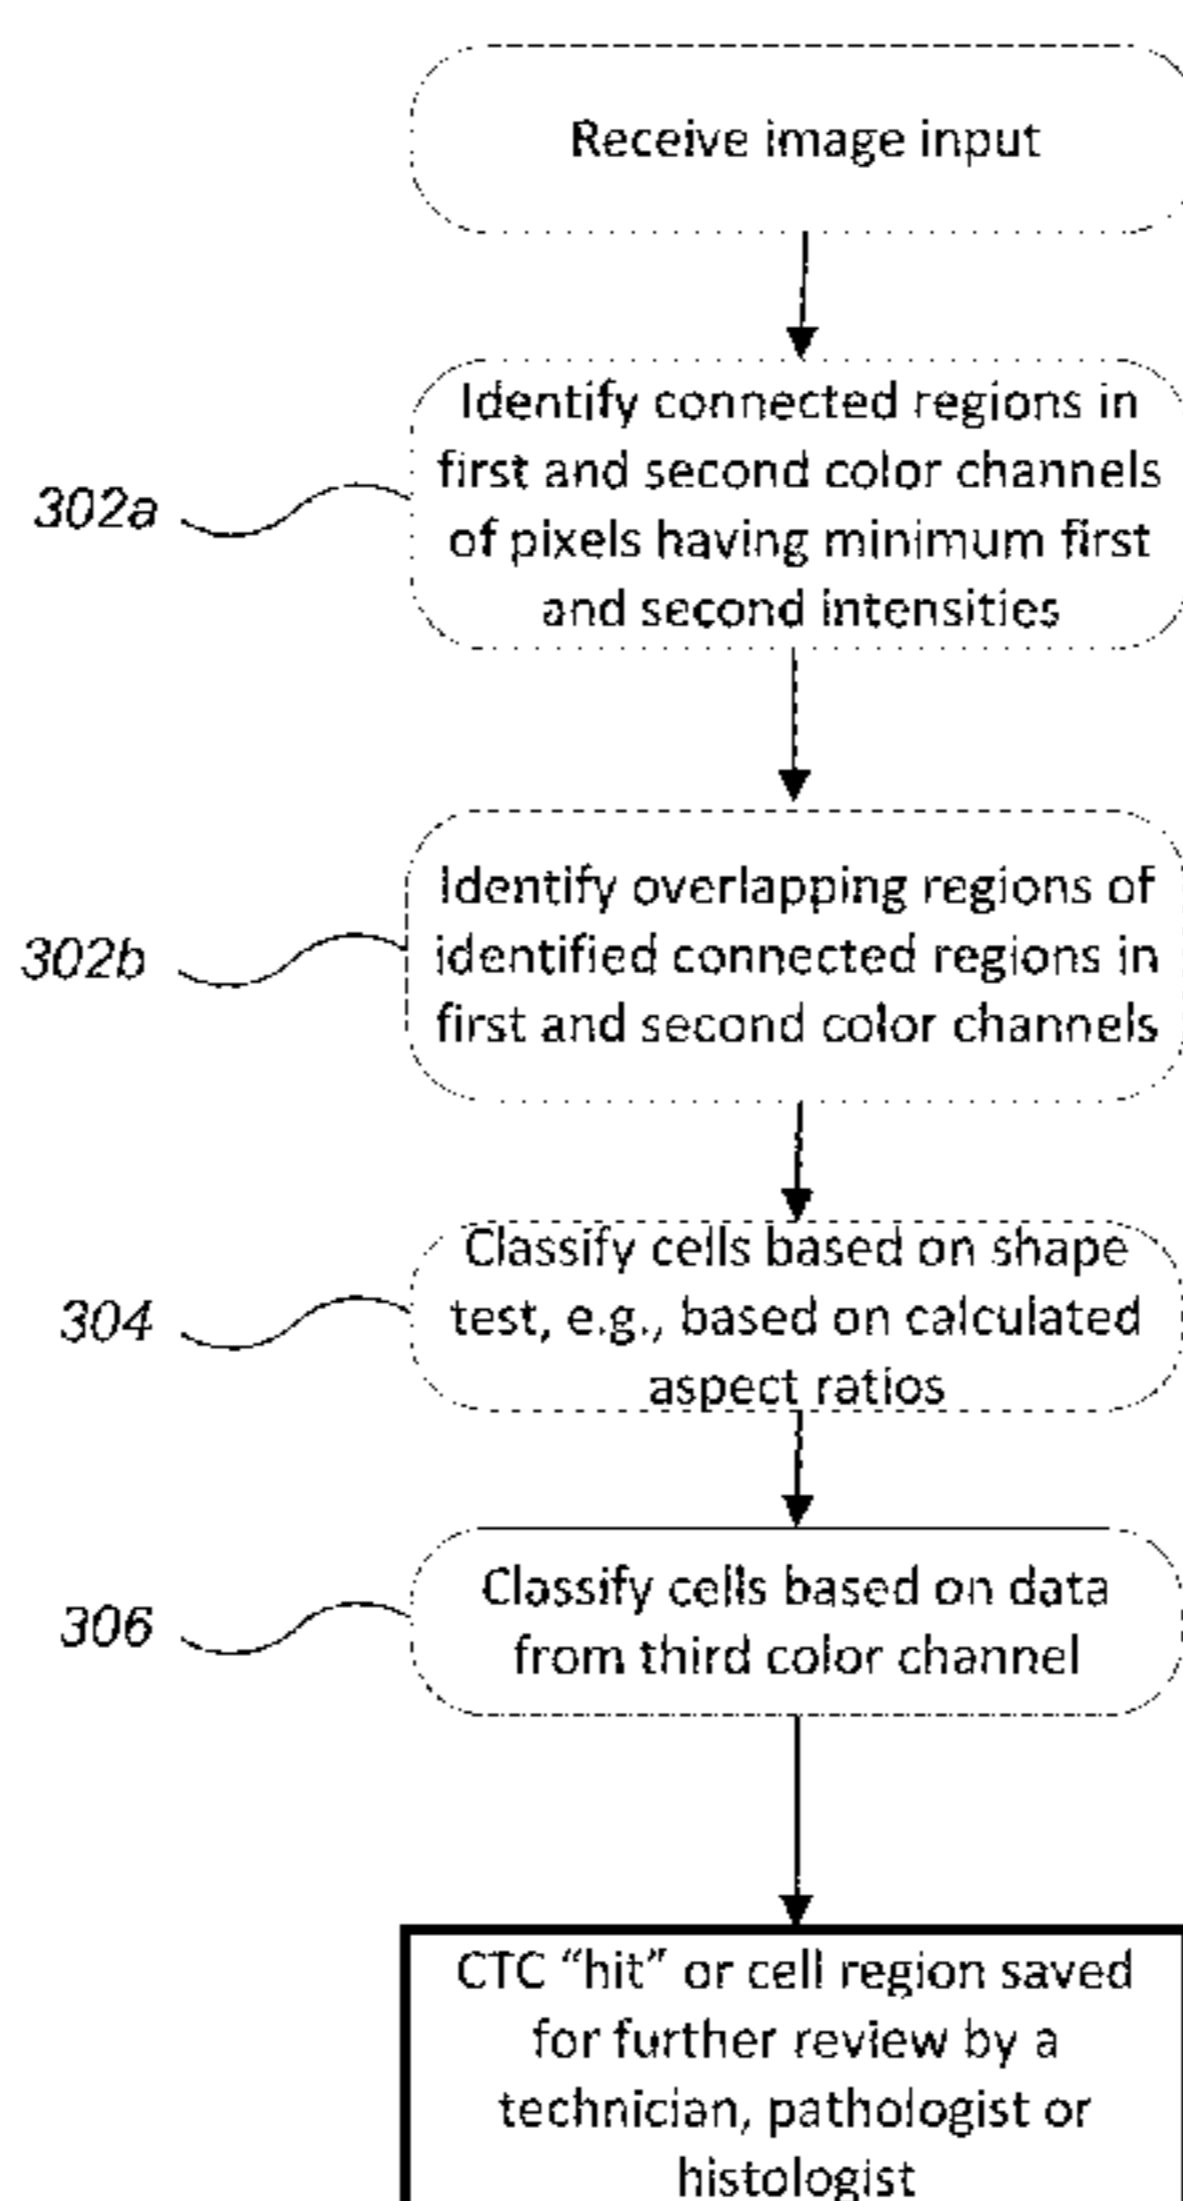 Receive image input
302a
Identify connected regions in
first and second color channels
of pixels having minimum first
and second intensities
302b
Identify overlapping regions of
identified connected regions in
first and second color channels
304
Classify cells based on shape
test, e.g., based on calculated
aspect ratios
306
Classify cells based on data
from third color channel
CTC “hit” or cell region saved
for further review by a
technician, pathologist or
histologist